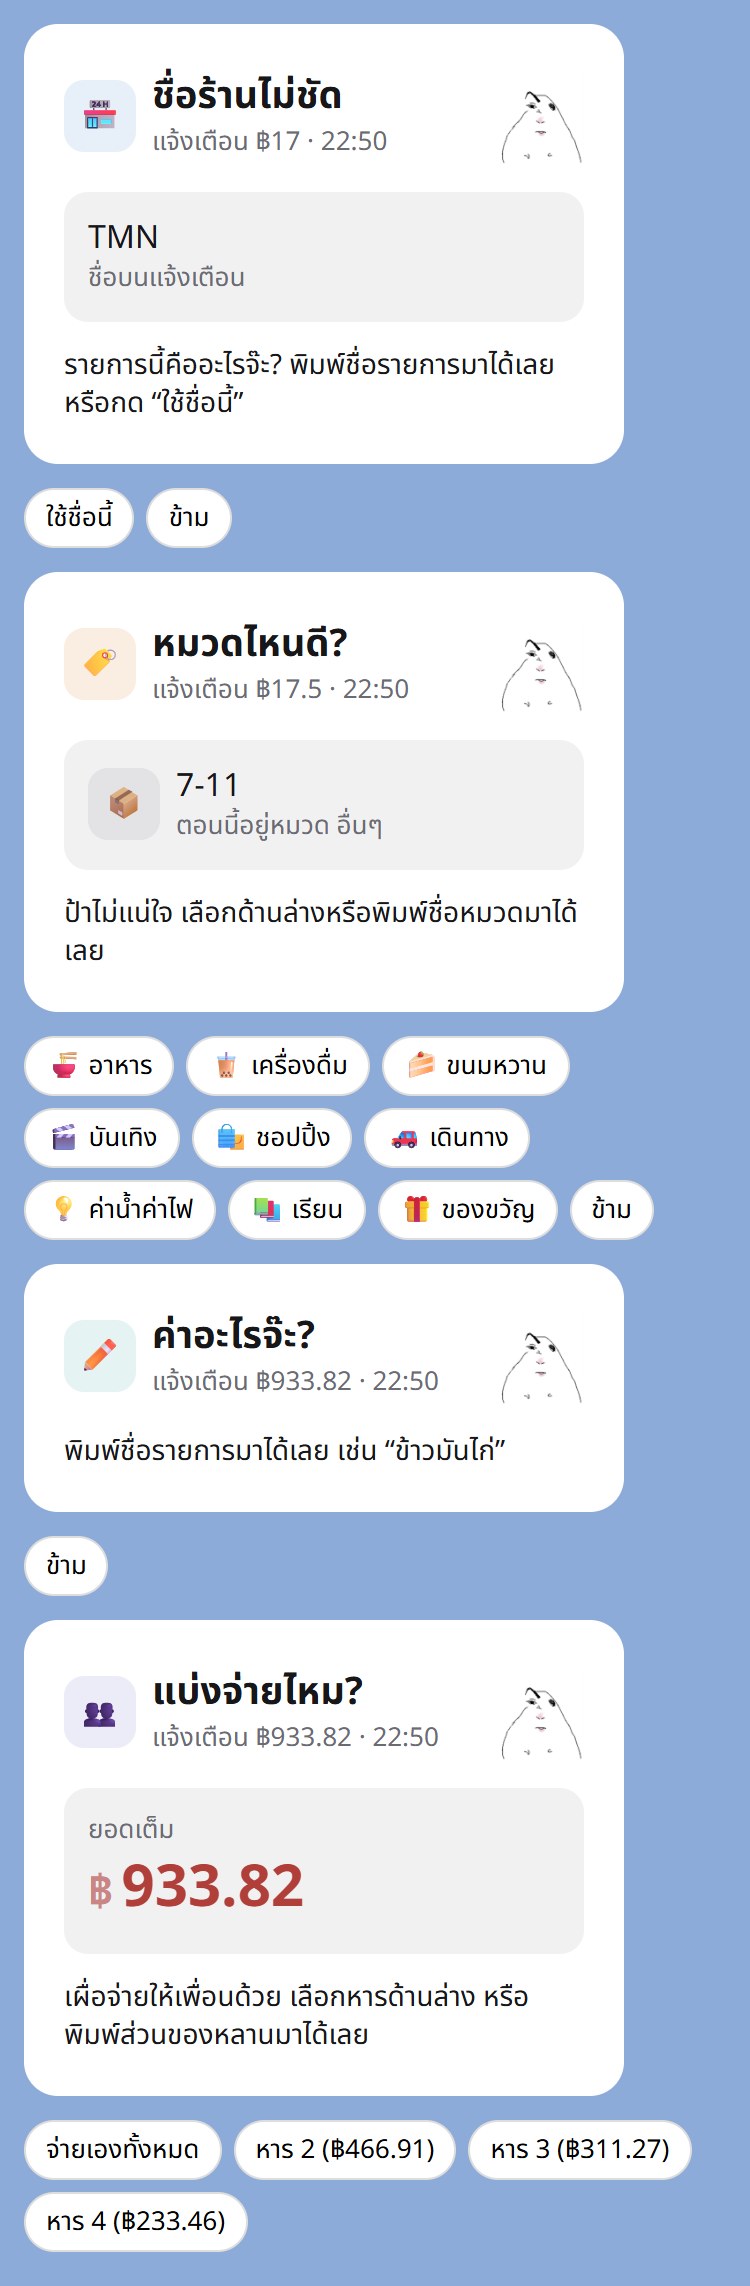 24 H
ชื่อร้านไม่ชัด
แจ้งเตือน ฿17 · 22:50
TMN
ชื่อบนแจ้งเตือน
รายการนี้คืออะไรจ๊ะ? พิมพ์ชื่อรายการมาได้เลย
หรือกด “ใช้ชื่อนี้”
ใช้ชื่อนี้ ข้าม
หมวดไหนดี?
แจ้งเตือน ฿17.5 · 22:50
7-11
ตอนนี้อยู่หมวด อื่นๆ
ป้าไม่แน่ใจ เลือกด้านล่างหรือพิมพ์ชื่อหมวดมาได้
เลย
อาหาร เครื่องดื่ม ขนมหวาน
บันเทิง ชอปปิ้ง เดินทาง
ค่าน้ำค่าไฟ เรียน ของขวัญ ข้าม
ค่าอะไรจ๊ะ?
แจ้งเตือน ฿933.82 · 22:50
พิมพ์ชื่อรายการมาได้เลย เช่น “ข้าวมันไก่”
ข้าม
แบ่งจ่ายไหม?
แจ้งเตือน ฿933.82 · 22:50
ยอดเต็ม
฿ 933.82
เผื่อจ่ายให้เพื่อนด้วย เลือกหารด้านล่าง หรือ
พิมพ์ส่วนของหลานมาได้เลย
จ่ายเองทั้งหมด หาร 2 (฿466.91) หาร 3 (฿311.27)
หาร 4 (฿233.46)